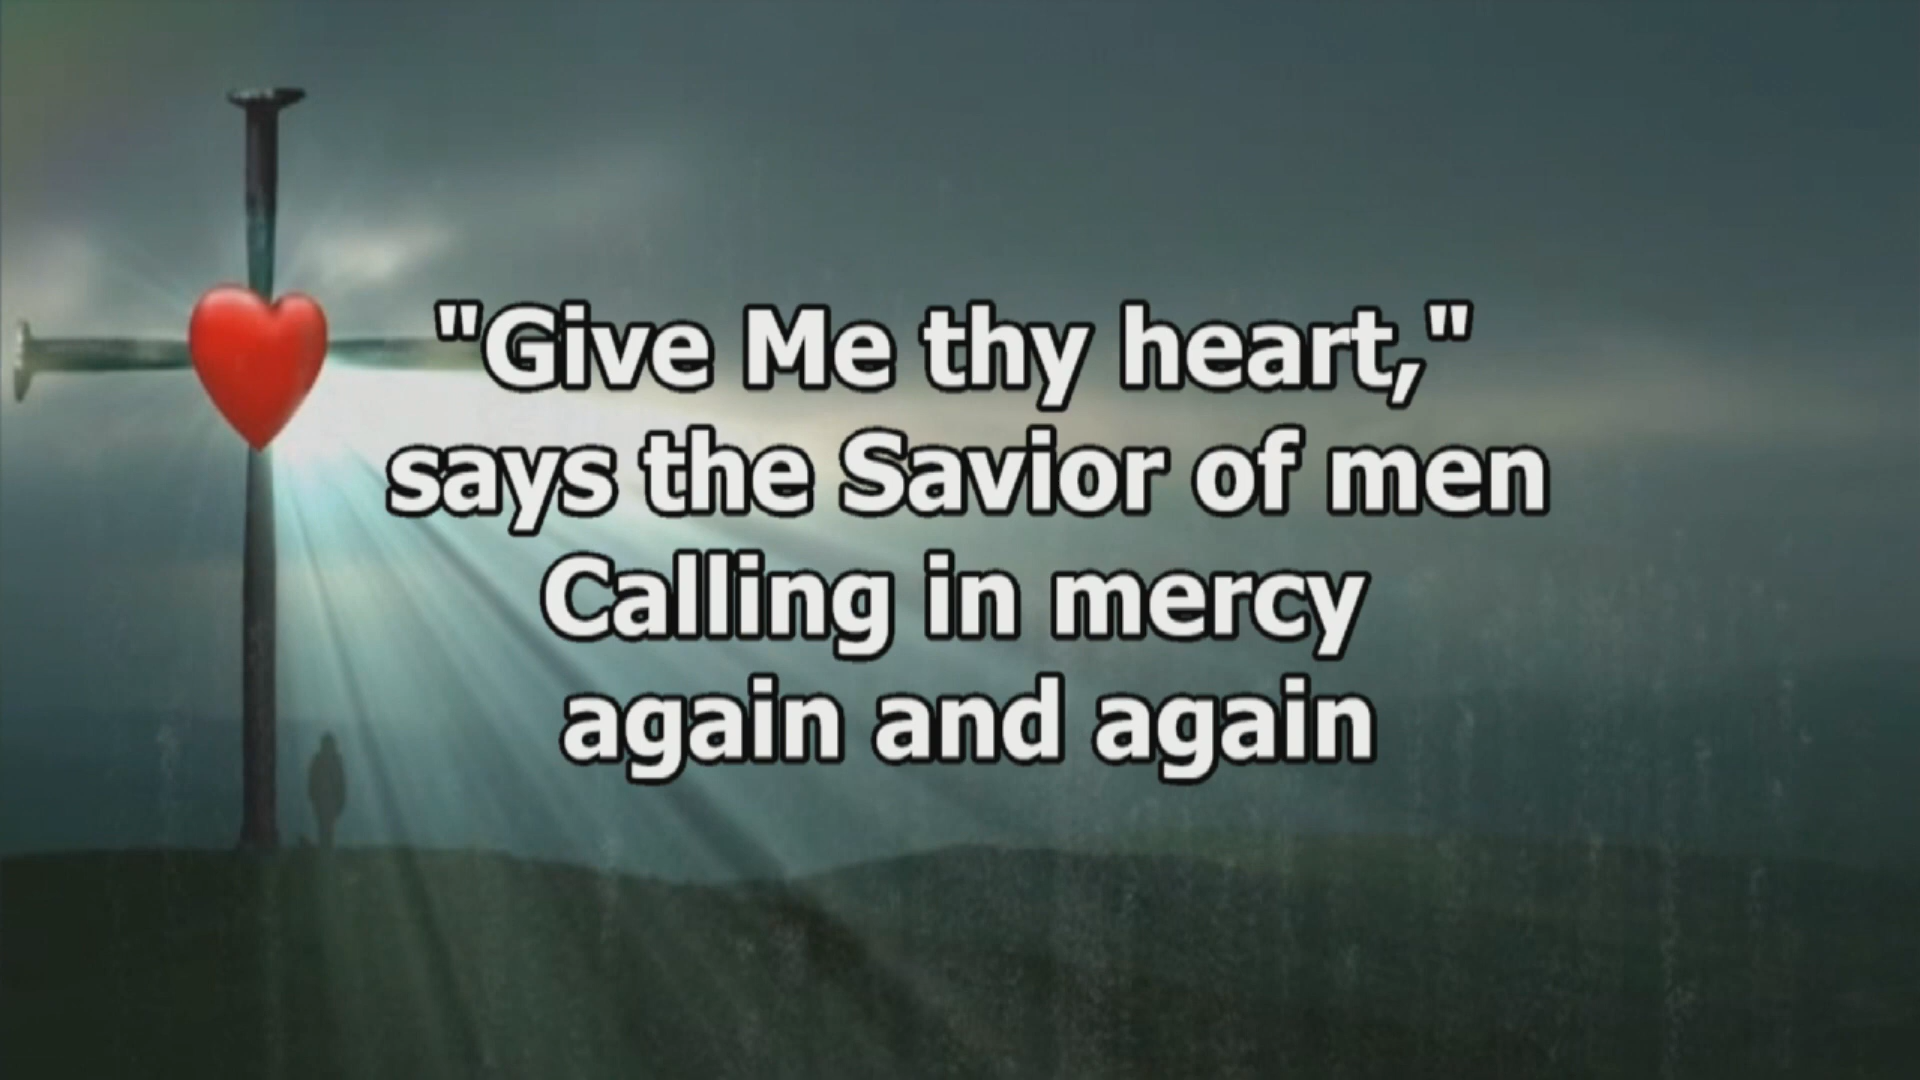 "Give Me thy heart,"
says the Savior of men
Calling in mercy
again and again